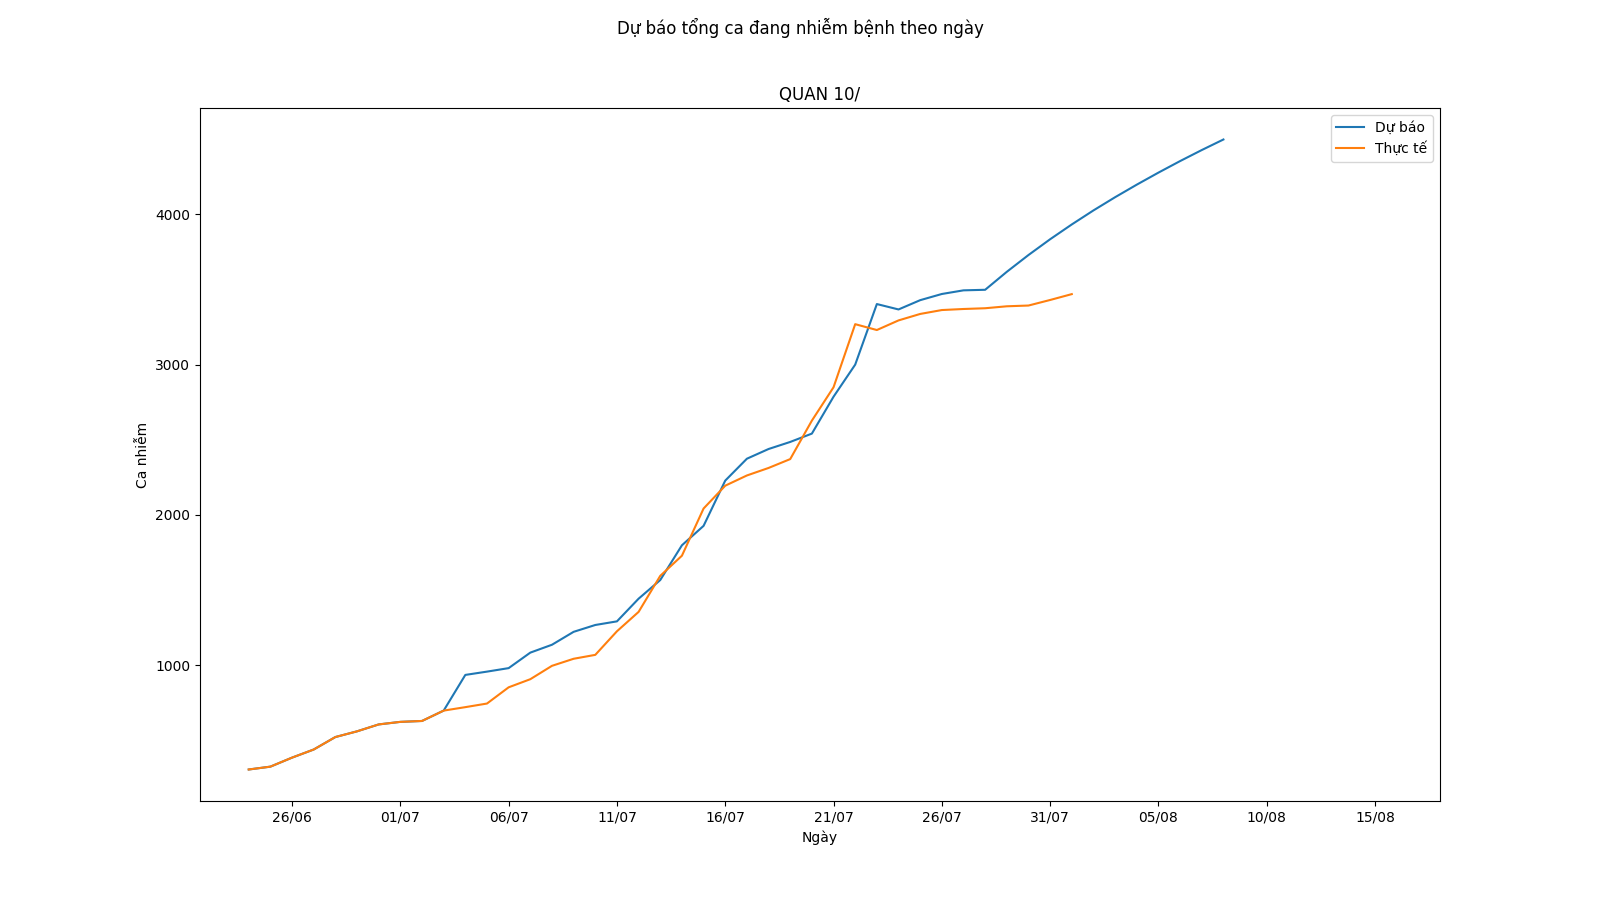 Dự báo tổng ca đang nhiễm bệnh theo ngày
QUAN 10/
Dự báo
Thực tế
4000
3000
2000
1000
Ca nhiễm
26/06 01/07 06/07 11/07 16/07 21/07 26/07 31/07 05/08 10/08 15/08
Ngày